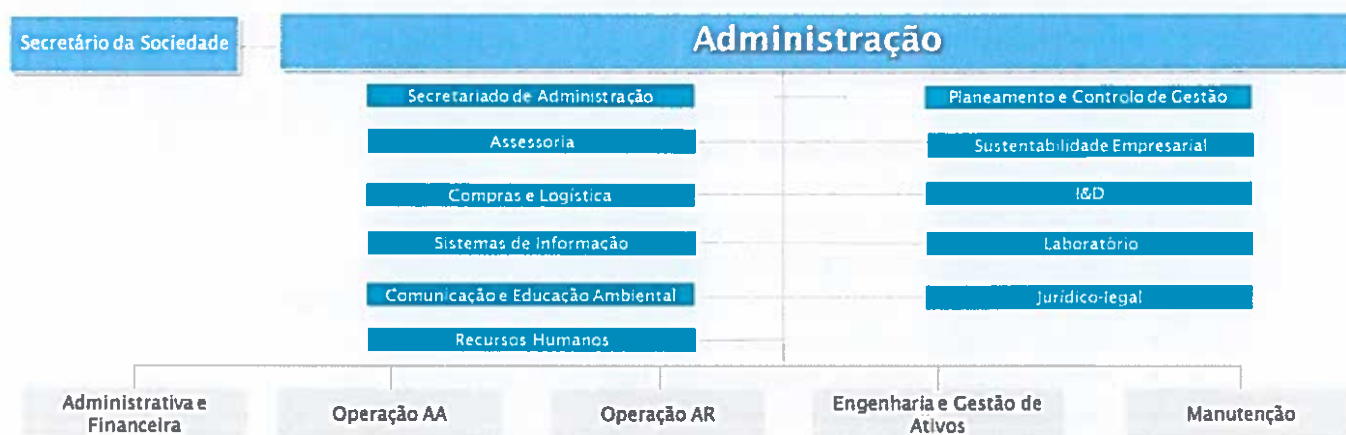 Secretário da Sociedade
Administração
Secretariado de Administração
Planeamento e Controlo de Gestão
Assessoria
Sustentabilidade Empresarial
Compras e Logística
I&D
Sistemas de Informação
Laboratório
Comunicação e Educação Ambiental
Jurídico-legal
Recursos Humanos
Administrativa e
Financeira
Operação AA
Operação AR
Engenharia e Gestão de
Ativos
Manutenção